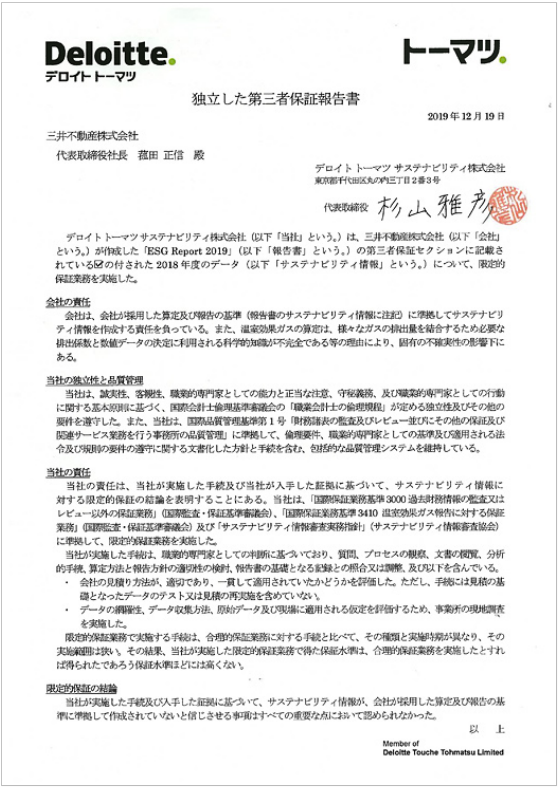 Deloitte.
トーマツ.
デロイト トーマツ
独立した第三者保証報告書
2019 年 12 月 19 日
三井不動産株式会社
代表取締役社長 菰田 正信 殿
デロイト トーマツ サステナビリティ株式会社
東京都千代田区丸の内三丁目2番3号
代表取締役 杉山雅彦
デロイト トーマツ サステナビリティ株式会社（以下「当社」という。）は、三井不動産株式会社（以下「会社」
という。）が作成した「ESG Report 2019」（以下「報告書」という。）の第三者保証セクションに記載さ
れている☑の付された 2018 年度のデータ（以下「サステナビリティ情報」という。）について、限定的
保証業務を実施した。
会社の責任
会社は、会社が採用した算定及び報告の基準（報告書のサステナビリティ情報に注記）に準拠してサステナビリ
ティ情報を作成する責任を負っている。また、温室効果ガスの算定は、様々なガスの排出量を結合するため必要な
排出係数と数値データの決定に利用される科学的知識が不完全である等の理由により、固有の不確実性の影響下に
ある。
当社の独立性と品質管理
当社は、誠実性、客観性、職業的専門家としての能力と正当な注意、守秘義務、及び職業的専門家としての行動
に関する基本原則に基づく、国際会計士倫理基準審議会の「職業会計士の倫理規程」が定める独立性及びその他の
要件を遵守した。また、当社は、国際品質管理基準第 1 号「財務諸表の監査及びレビュー並びにその他の保証及び
関連サービス業務を行う事務所の品質管理」に準拠して、倫理要件、職業的専門家としての基準及び適用される法
令及び規則の要件の遵守に関する文書化した方針と手続を含む、包括的な品質管理システムを維持している。
当社の責任
当社の責任は、当社が実施した手続及び当社が入手した証拠に基づいて、サステナビリティ情報に
対する限定的保証の結論を表明することにある。当社は、「国際保証業務基準 3000 過去財務情報の監査又は
レビュー以外の保証業務」（国際監査・保証基準審議会）、「国際保証業務基準 3410 温室効果ガス報告に対する保証
業務」（国際監査・保証基準審議会）及び「サステナビリティ情報審査実務指針」（サステナビリティ情報審査協会）
に準拠して、限定的保証業務を実施した。
当社が実施した手続は、職業的専門家としての判断に基づいており、質問、プロセスの観察、文書の閲覧、分析
的手続、算定方法と報告方針の適切性の検討、報告書の基礎となる記録との照合又は調整、及び以下を含んでいる。
・ 会社の見積り方法が、適切であり、一貫して適用されていたかどうかを評価した。ただし、手続には見積の基
礎となったデータのテスト又は見積の再実施を含めていない。
・ データの網羅性、データ収集方法、原始データ及び現場に適用される仮定を評価するため、事業所の現地調査
を実施した。
限定的保証業務で実施する手続は、合理的保証業務に対する手続と比べて、その種類と実施時期が異なり、その
実施範囲は狭い。その結果、当社が実施した限定的保証業務で得た保証水準は、合理的保証業務を実施したとすれ
ば得られたであろう保証水準ほどには高くない。
限定的保証の結論
当社が実施した手続及び入手した証拠に基づいて、サステナビリティ情報が、会社が採用した算定及び報告の基
準に準拠して作成されていないと信じさせる事項はすべての重要な点において認められなかった。
以 上
Member of
Deloitte Touche Tohmatsu Limited